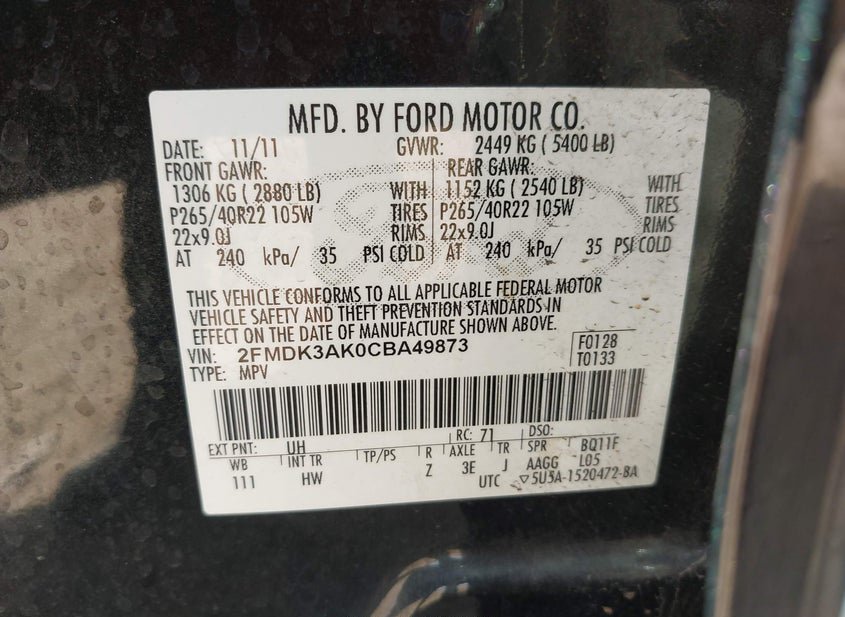 MFD. BY FORD MOTOR CO.
DATE: 11/11 GVWR: 2449 KG ( 5400 LB)
FRONT GAWR: REAR GAWR:
1306 KG ( 2880 LB) WITH 1152 KG ( 2540 LB) WITH
P265/40R22 105W TIRES P265/40R22 105W TIRES
22x9.0J RIMS 22x9.0J RIMS
AT 240 kPa/ 35 PSI COLD AT 240 kPa/ 35 PSI COLD
THIS VEHICLE CONFORMS TO ALL APPLICABLE FEDERAL MOTOR
VEHICLE SAFETY AND THEFT PREVENTION STANDARDS IN
EFFECT ON THE DATE OF MANUFACTURE SHOWN ABOVE.
VIN: 2FMDK3AK0CBA49873 F0128
TYPE: MPV T0133
EXT PNT: UH RC: 71 DSO:
WB INT TR TP/PS R AXLE TR SPR BQ11F
111 HW Z 3E J AAGG L05
UTC ▽5U5A-1520472-BA